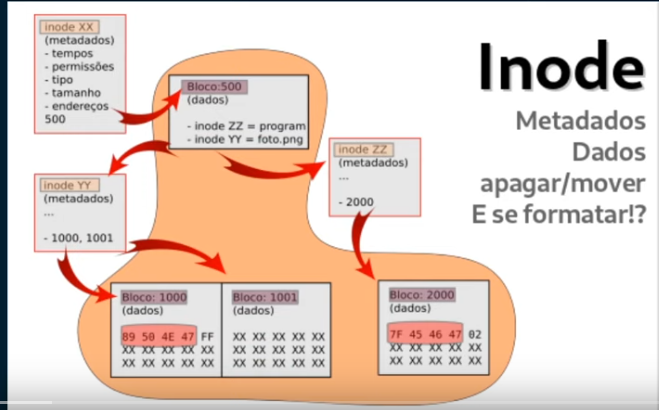 inode XX
(metadados)
- tempos
- permissões
- tipo
- tamanho
- endereços
500
Bloco:500
(dados)
- inode ZZ = program
- inode YY = foto.png
Inode
Metadados
Dados
apagar/mover
E se formatar!?
inode ZZ
(metadados)
...
- 2000
inode YY
(metadados)
...
- 1000, 1001
Bloco: 1000
(dados)
89 50 4E 47 FF
XX XX XX XX XX
XX XX XX XX XX
Bloco: 1001
(dados)
XX XX XX XX XX
XX XX XX XX XX
XX XX XX XX XX
Bloco: 2000
(dados)
7F 45 46 47 02
XX XX XX XX XX
XX XX XX XX XX